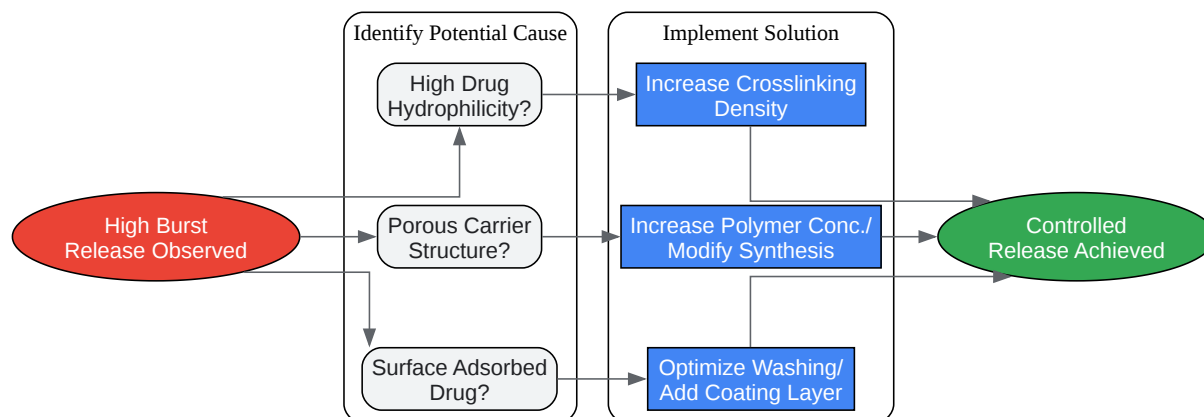 Identify Potential Cause
Implement Solution
High Drug
Hydrophilicity?
Increase Crosslinking
Density
High Burst
Release Observed
Porous Carrier
Structure?
Increase Polymer Conc./
Modify Synthesis
Controlled
Release Achieved
Surface Adsorbed
Drug?
Optimize Washing/
Add Coating Layer